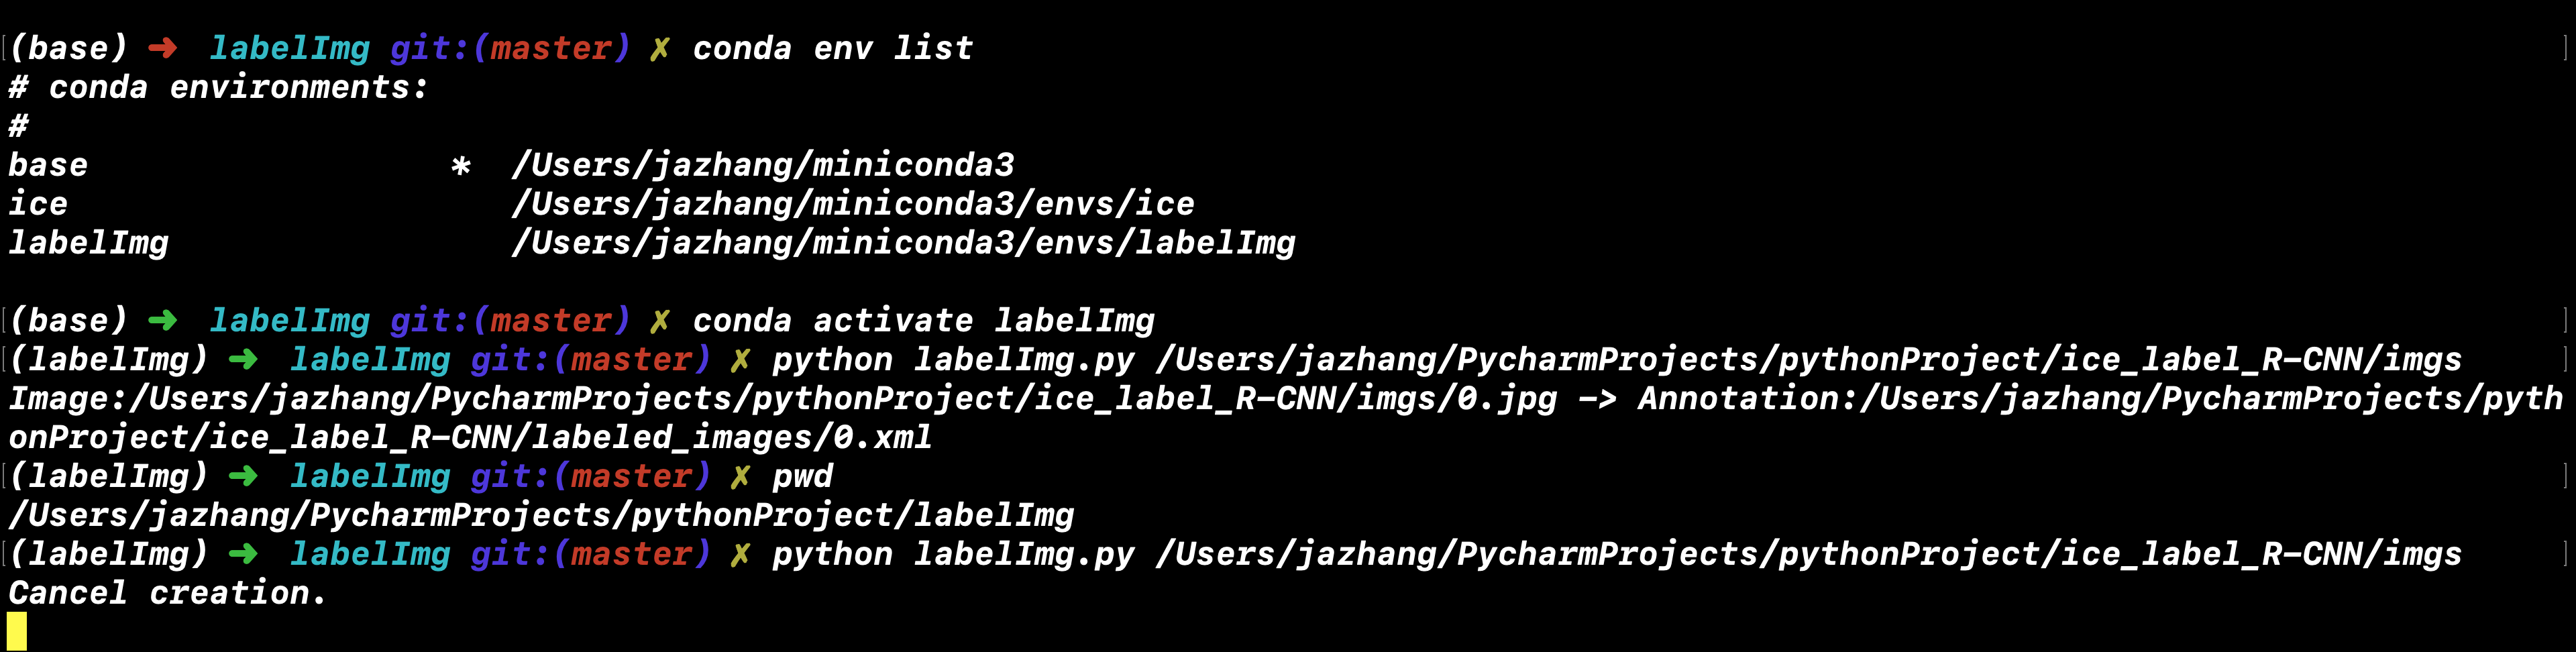 (base) ➜ labelImg git:(master) ✗ conda env list
# conda environments:
#
base * /Users/jazhang/miniconda3
ice /Users/jazhang/miniconda3/envs/ice
labelImg /Users/jazhang/miniconda3/envs/labelImg
(base) ➜ labelImg git:(master) ✗ conda activate labelImg
(labelImg) ➜ labelImg git:(master) ✗ python labelImg.py /Users/jazhang/PycharmProjects/pythonProject/ice_label_R-CNN/imgs
Image:/Users/jazhang/PycharmProjects/pythonProject/ice_label_R-CNN/imgs/0.jpg -> Annotation:/Users/jazhang/PycharmProjects/pyth
onProject/ice_label_R-CNN/labeled_images/0.xml
(labelImg) ➜ labelImg git:(master) ✗ pwd
/Users/jazhang/PycharmProjects/pythonProject/labelImg
(labelImg) ➜ labelImg git:(master) ✗ python labelImg.py /Users/jazhang/PycharmProjects/pythonProject/ice_label_R-CNN/imgs
Cancel creation.